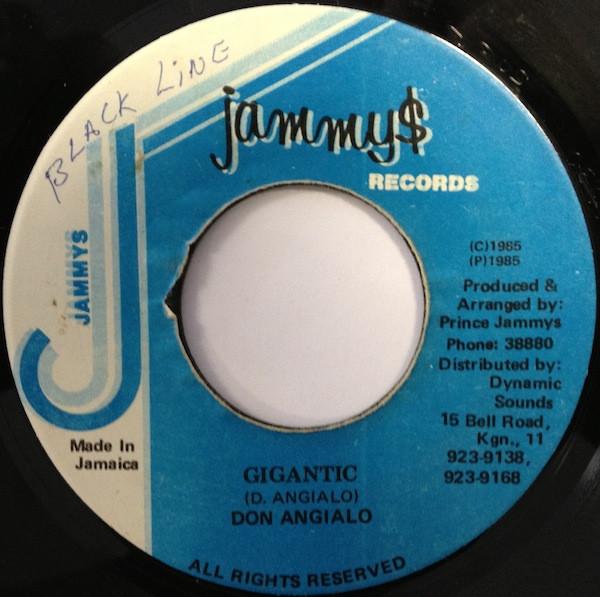 BLACK LINE
jammy$
RECORDS
JAMMYS
(C)1985
(P)1985
Produced &
Arranged by:
Prince Jammys
Phone: 38880
Distributed by:
Dynamic
Sounds
15 Bell Road,
Kgn., 11
923-9138,
923-9168
Made In
Jamaica
GIGANTIC
(D. ANGIALO)
DON ANGIALO
ALL RIGHTS RESERVED